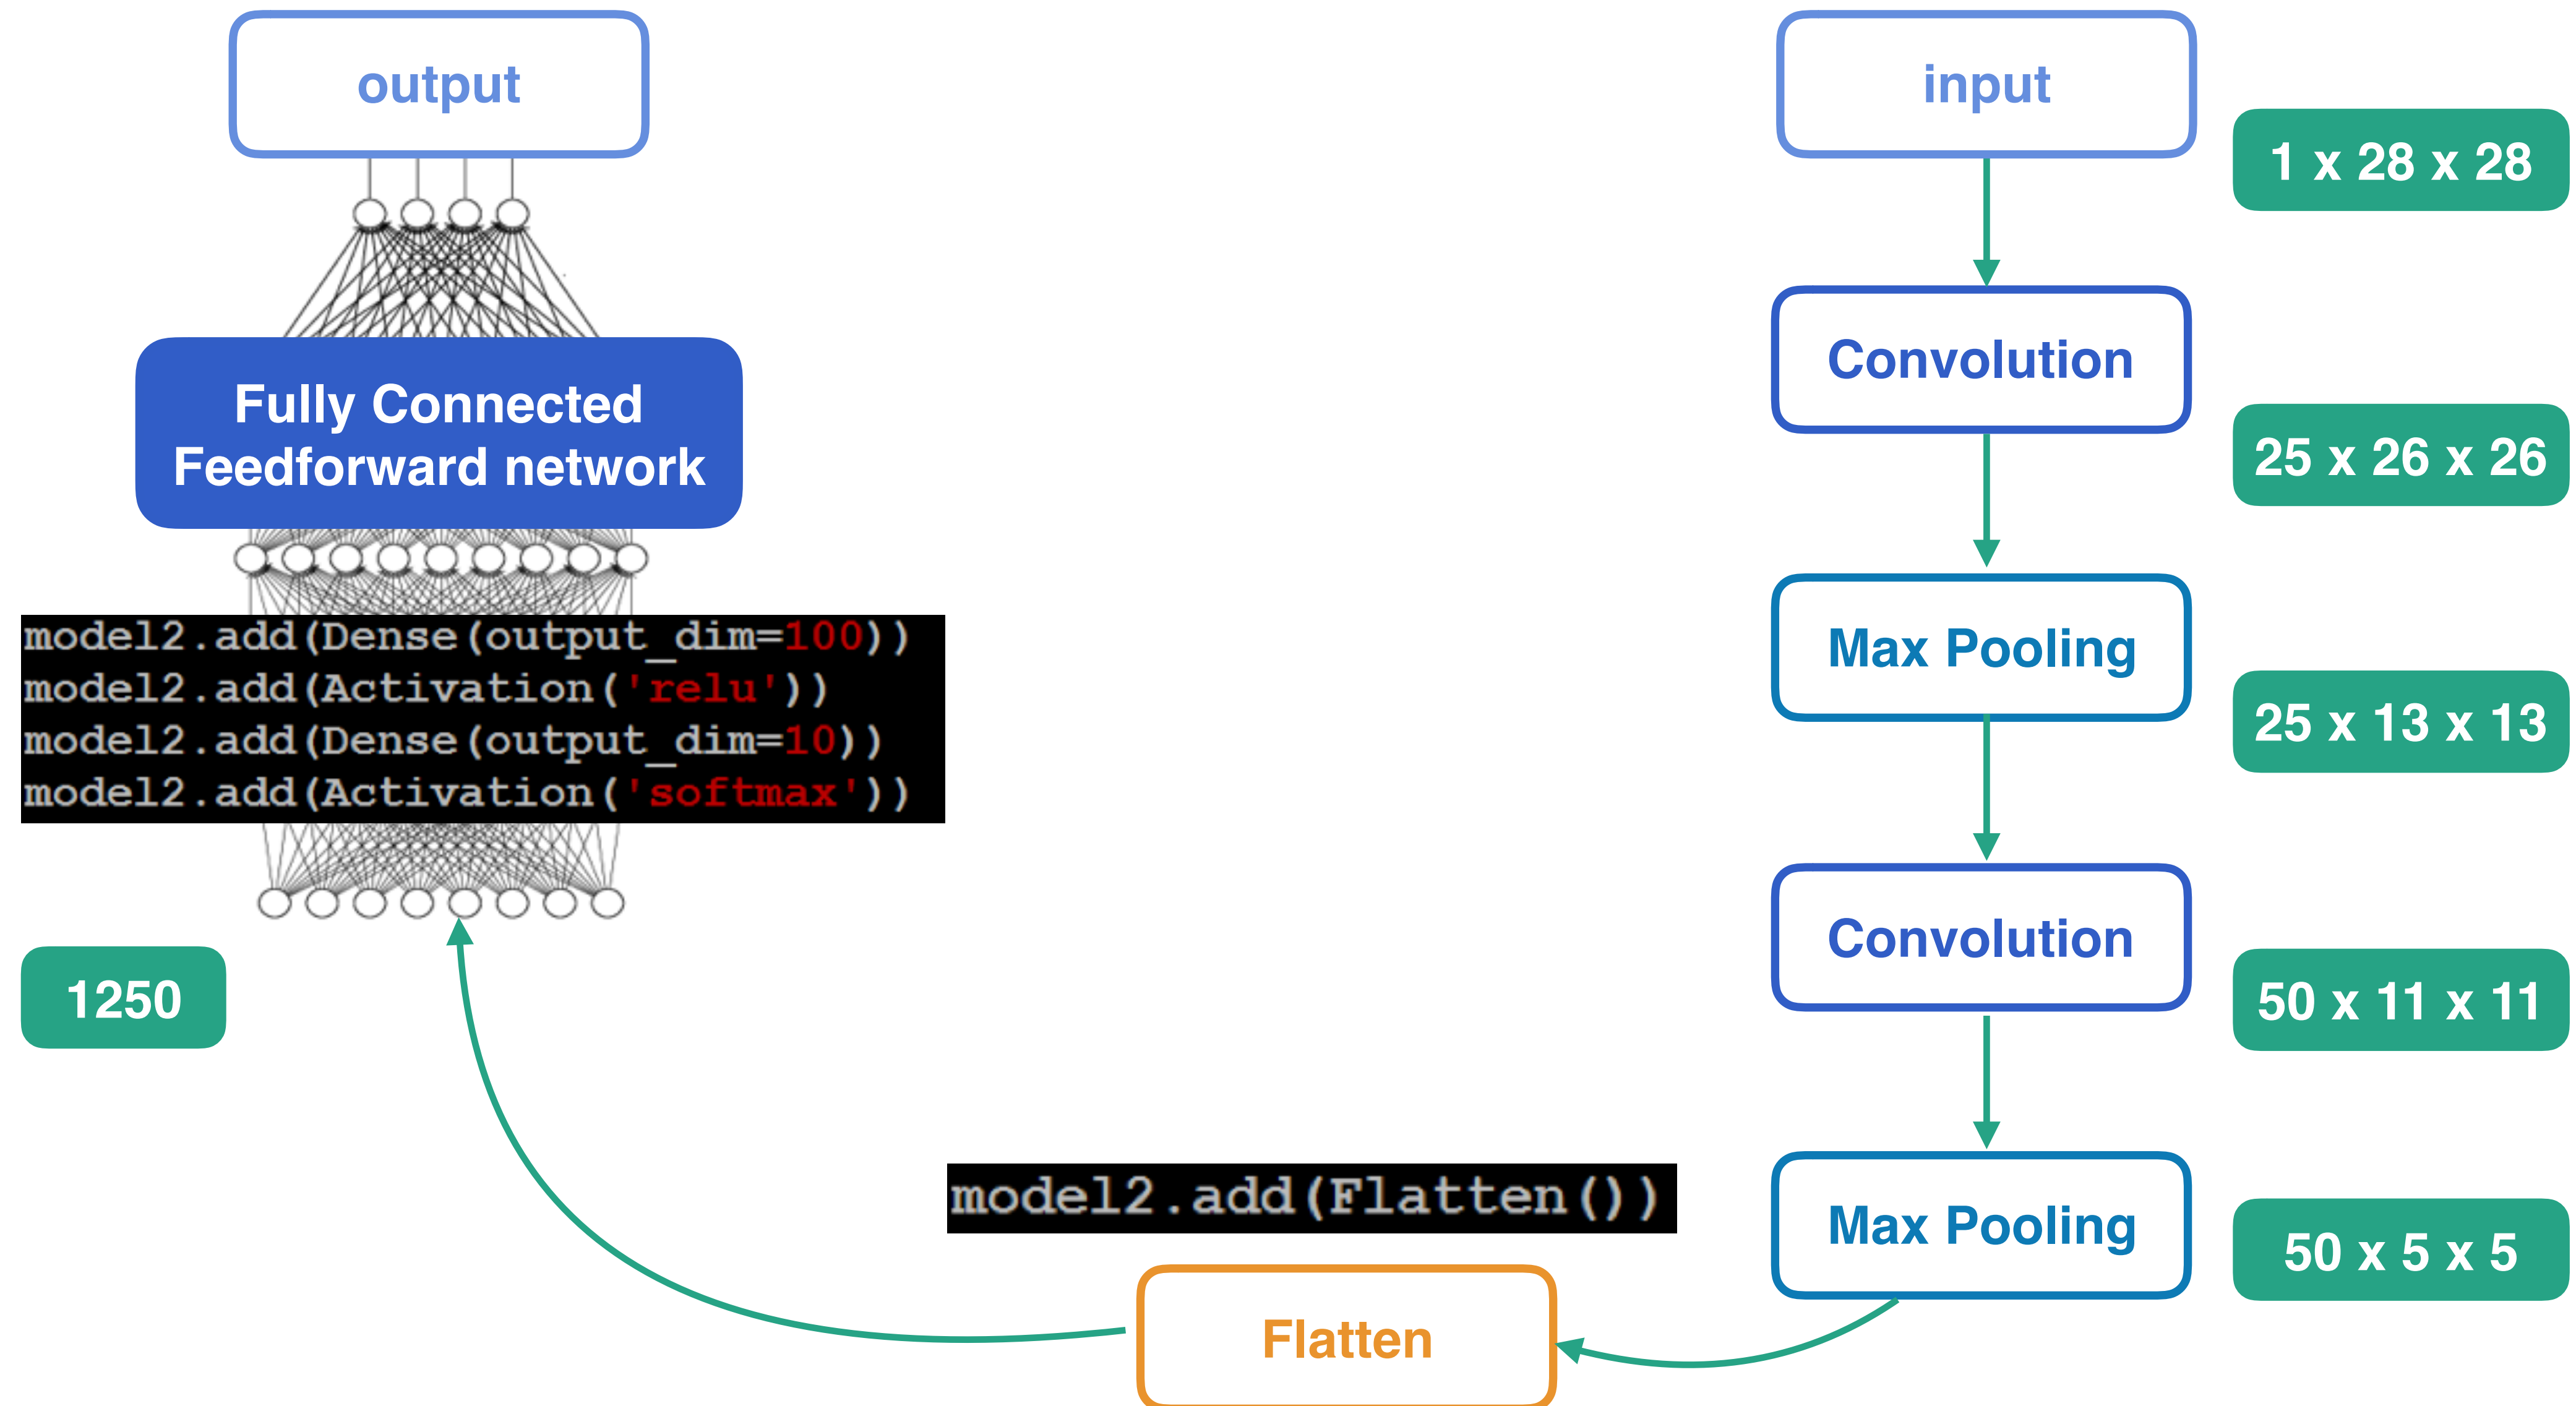 output
input
1 x 28 x 28
Convolution
Fully Connected
Feedforward network
25 x 26 x 26
Max Pooling
model2.add(Dense(output_dim=100))
model2.add(Activation('relu'))
model2.add(Dense(output_dim=10))
model2.add(Activation('softmax'))
25 x 13 x 13
Convolution
1250
50 x 11 x 11
model2.add(Flatten())
Max Pooling
50 x 5 x 5
Flatten